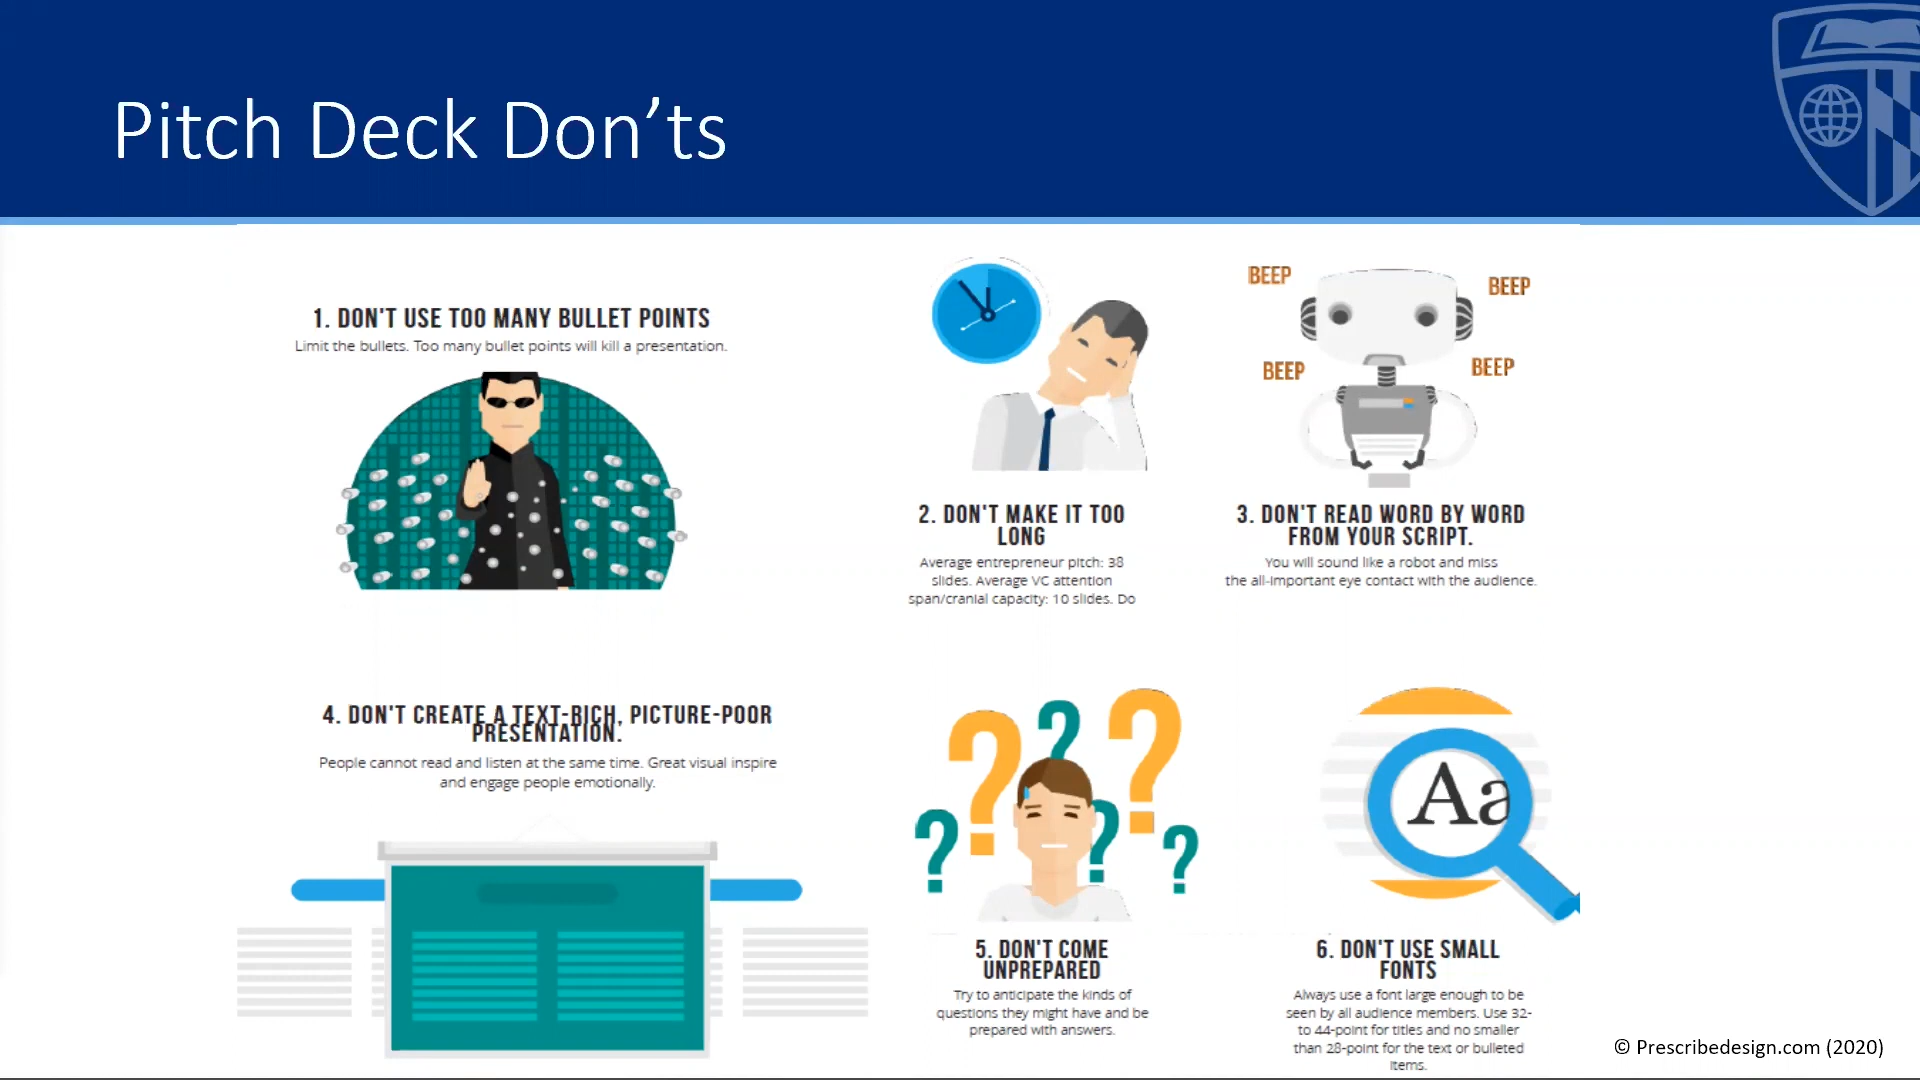 Pitch Deck Don’ts
1. DON'T USE TOO MANY BULLET POINTS
Limit the bullets. Too many bullet points will kill a presentation.
BEEP
BEEP
BEEP
BEEP
2. DON'T MAKE IT TOO
LONG
Average entrepreneur pitch: 38
slides. Average VC attention
span/cranial capacity: 10 slides. Do
3. DON'T READ WORD BY WORD
FROM YOUR SCRIPT.
You will sound like a robot and miss
the all-important eye contact with the audience.
4. DON'T CREATE A TEXT-RICH, PICTURE-POOR
PRESENTATION.
People cannot read and listen at the same time. Great visual inspire
and engage people emotionally.
?
?
?
?
?
?
5. DON'T COME
UNPREPARED
Try to anticipate the kinds of
questions they might have and be
prepared with answers.
Aa
6. DON'T USE SMALL
FONTS
Always use a font large enough to be
seen by all audience members. Use 32-
to 44-point for titles and no smaller
than 28-point for the text or bulleted
items.
© Prescribedesign.com (2020)